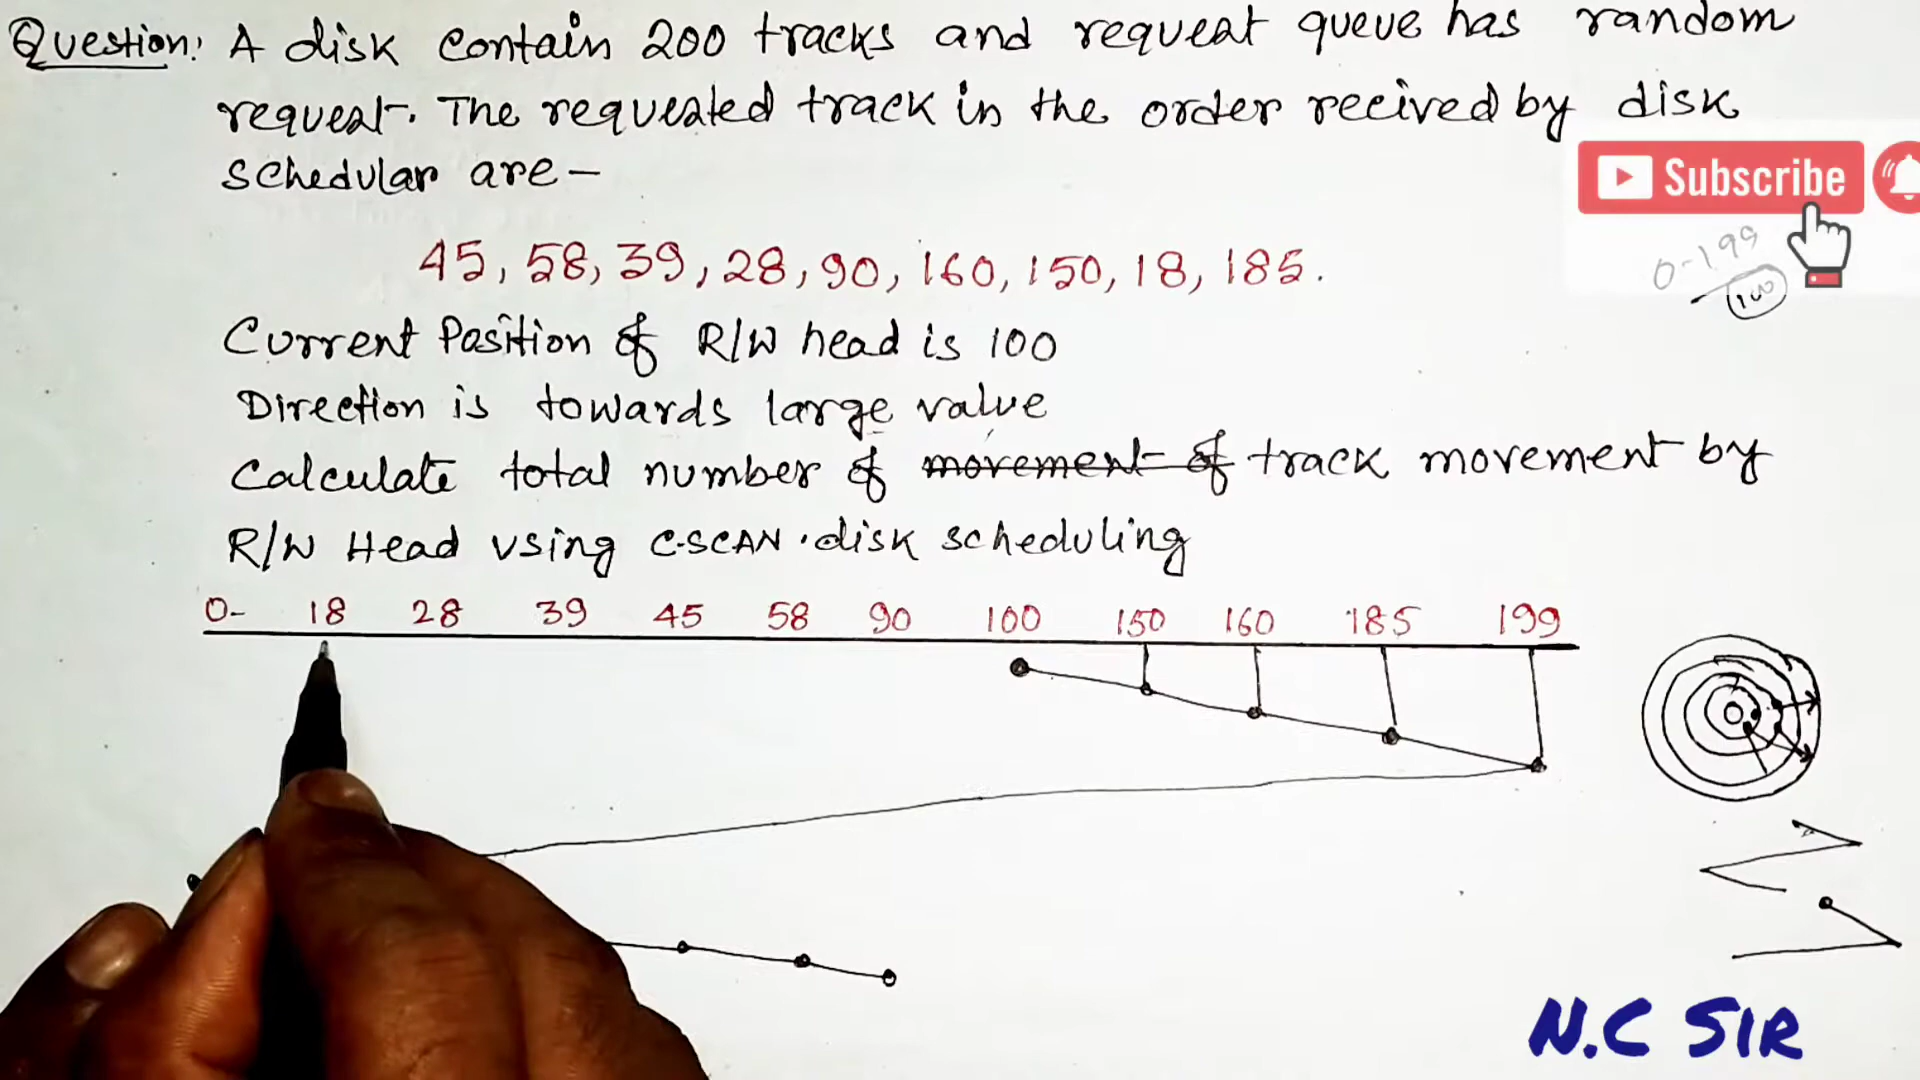 Question: A disk contain 200 tracks and request queue has random
request. The requested track in the order recived by disk
schedular are -
Subscribe
45, 58, 39, 28, 90, 160, 150, 18, 185.
0-199
100
Current Position of R/W head is 100
Direction is towards large value
Calculate total number of movement of track movement by
R/W Head using C-SCAN disk scheduling
0- 18 28 39 45 58 90 100 150 160 185 199
N.C SIR